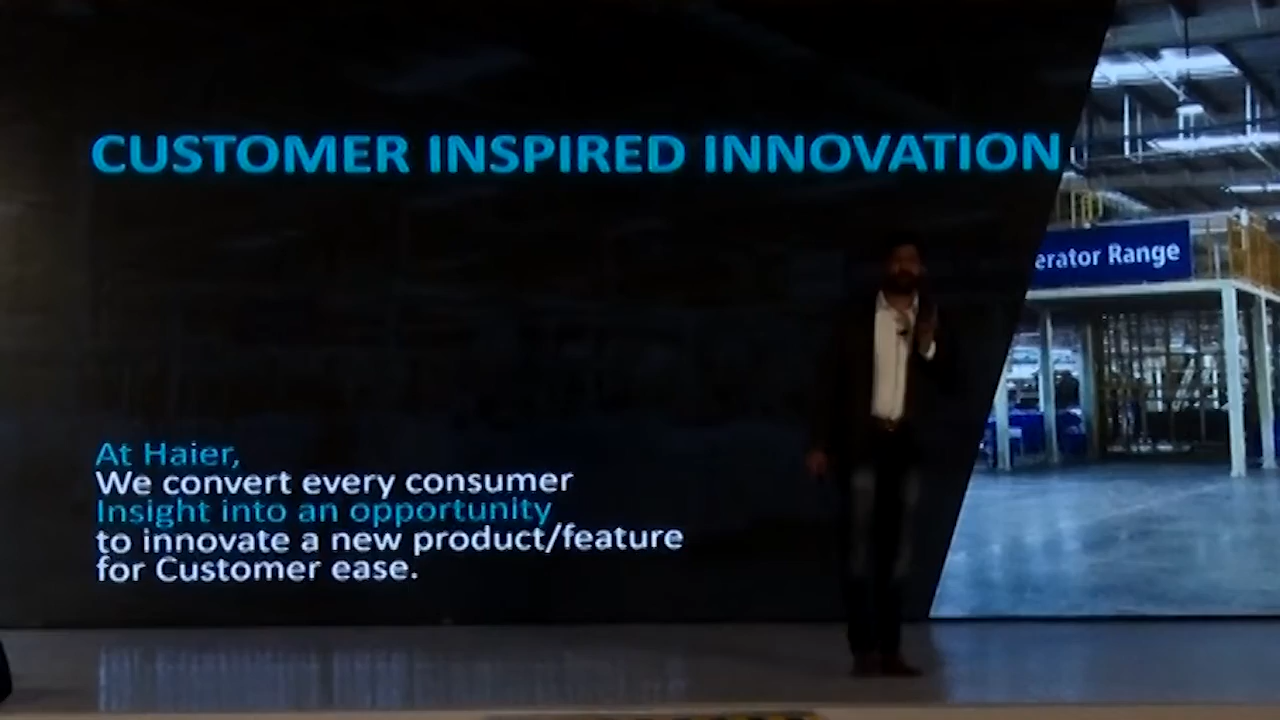 CUSTOMER INSPIRED INNOVATION
erator Range
At Haier,
We convert every consumer
Insight into an opportunity
to innovate a new product/feature
for Customer ease.